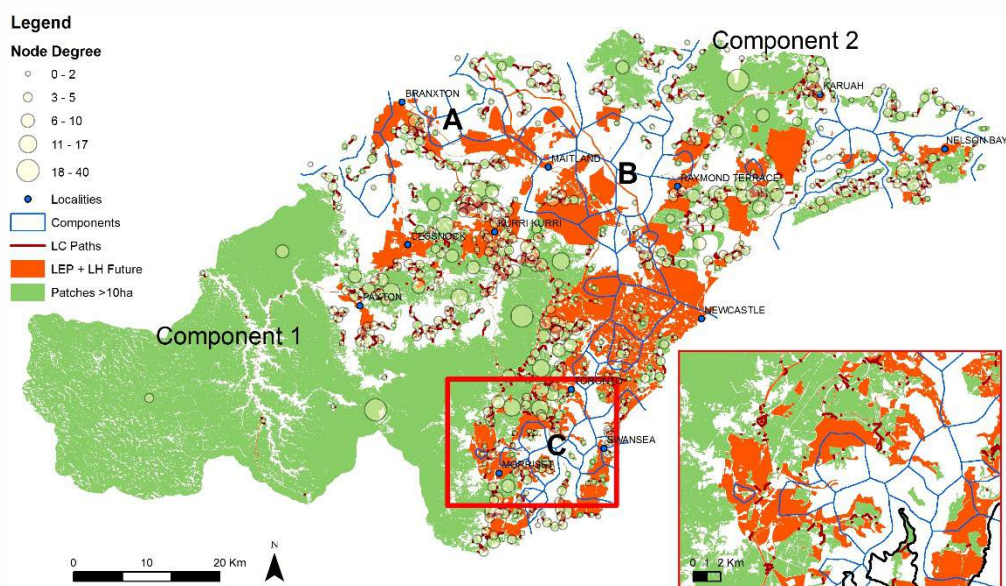 Legend
Node Degree
0 - 2
3 - 5
6 - 10
11 - 17
18 - 40
Localities
Components
LC Paths
LEP + LH Future
Patches >10ha
Component 2
BRANXTON
KARUAH
A
NELSON BAY
MAITLAND
B
RAYMOND TERRACE
KURRI KURRI
CESSNOCK
PAXTON
NEWCASTLE
Component 1
TORONTO
C
SWANSEA
MORRISET
N
0 10 20 Km
0 1 2 Km